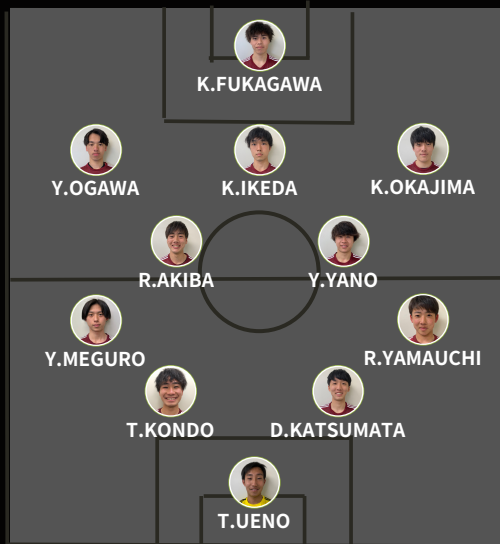 K.FUKAGAWA
Y.OGAWA
K.IKEDA
K.OKAJIMA
R.AKIBA
Y.YANO
Y.MEGURO
R.YAMAUCHI
T.KONDO
D.KATSUMATA
T.UENO